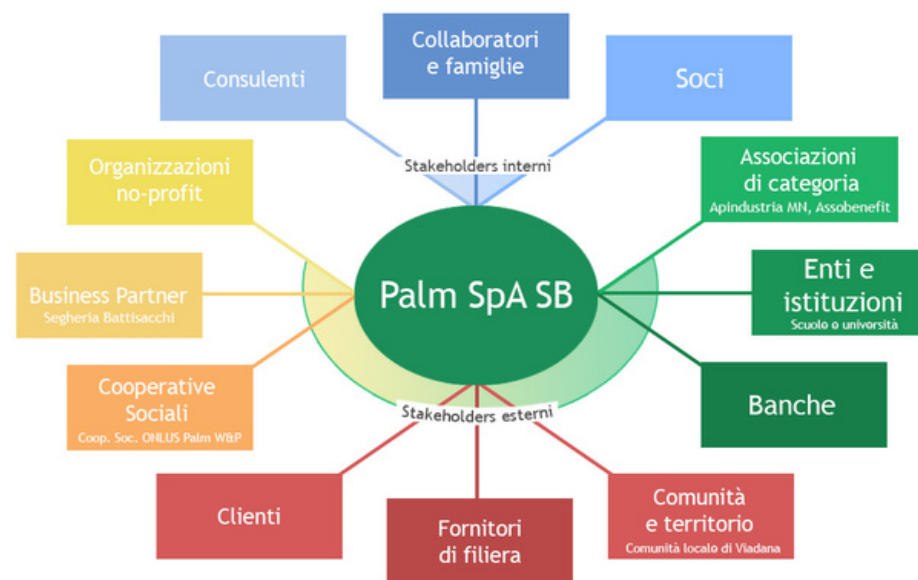 Collaboratori
e famiglie
Consulenti
Soci
Stakeholders interni
Organizzazioni
no-profit
Associazioni
di categoria
Apindustria MN, Assobenefit
Business Partner
Segheria Battisacchi
Palm SpA SB
Enti e
istituzioni
Scuole e università
Cooperative
Sociali
Coop. Soc. ONLUS Palm W&P
Banche
Stakeholders esterni
Clienti
Fornitori
di filiera
Comunità
e territorio
Comunità locale di Viadana